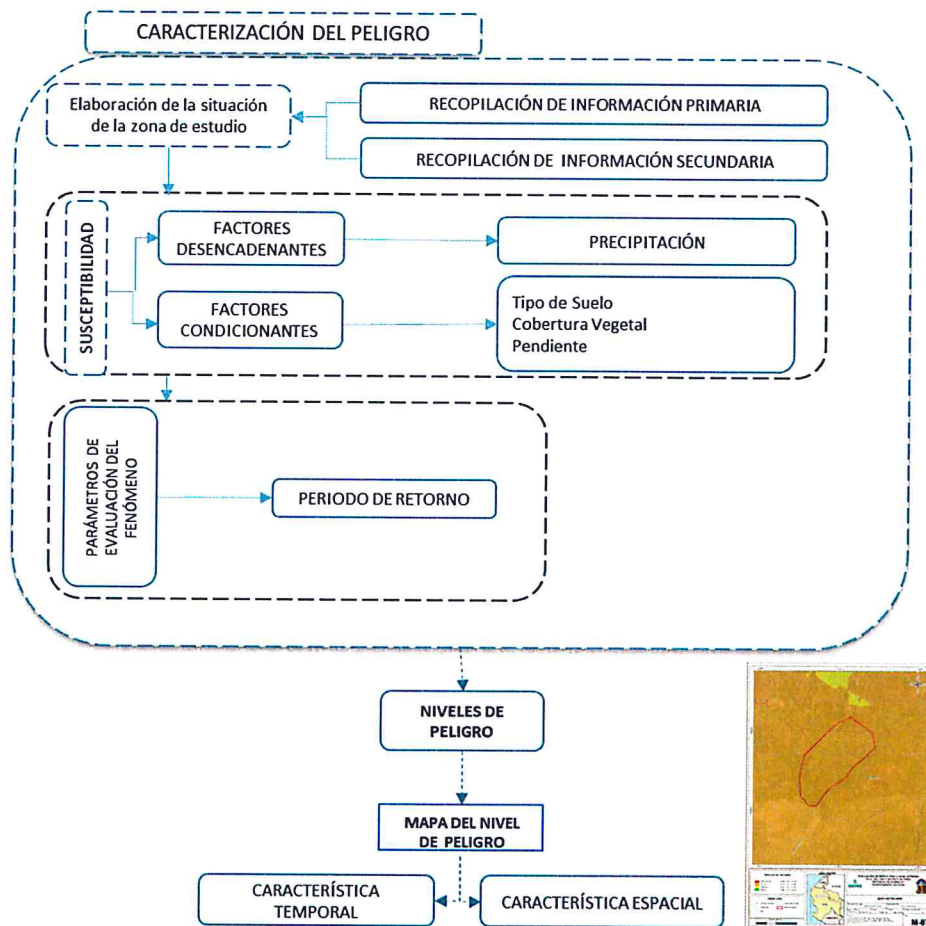 CARACTERIZACIÓN DEL PELIGRO
Elaboración de la situación
de la zona de estudio
RECOPILACIÓN DE INFORMACIÓN PRIMARIA
RECOPILACIÓN DE INFORMACIÓN SECUNDARIA
SUSCEPTIBILIDAD
FACTORES
DESENCADENANTES
PRECIPITACIÓN
FACTORES
CONDICIONANTES
Tipo de Suelo
Cobertura Vegetal
Pendiente
PARÁMETROS DE
EVALUACIÓN DEL
FENÓMENO
PERIODO DE RETORNO
NIVELES DE
PELIGRO
MAPA DEL NIVEL
DE PELIGRO
CARACTERÍSTICA
TEMPORAL
CARACTERÍSTICA ESPACIAL